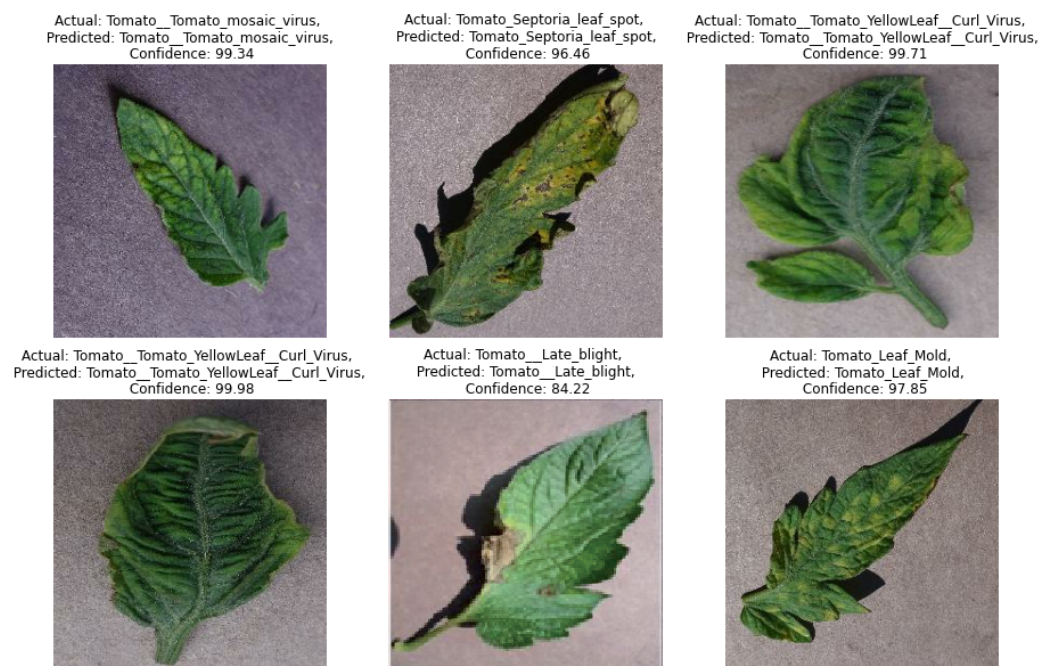 Actual: Tomato__Tomato_mosaic_virus,
Predicted: Tomato__Tomato_mosaic_virus,
Confidence: 99.34
Actual: Tomato_Septoria_leaf_spot,
Predicted: Tomato_Septoria_leaf_spot,
Confidence: 96.46
Actual: Tomato__Tomato_YellowLeaf__Curl_Virus,
Predicted: Tomato__Tomato_YellowLeaf__Curl_Virus,
Confidence: 99.71
Actual: Tomato__Tomato_YellowLeaf__Curl_Virus,
Predicted: Tomato__Tomato_YellowLeaf__Curl_Virus,
Confidence: 99.98
Actual: Tomato__Late_blight,
Predicted: Tomato__Late_blight,
Confidence: 84.22
Actual: Tomato_Leaf_Mold,
Predicted: Tomato_Leaf_Mold,
Confidence: 97.85